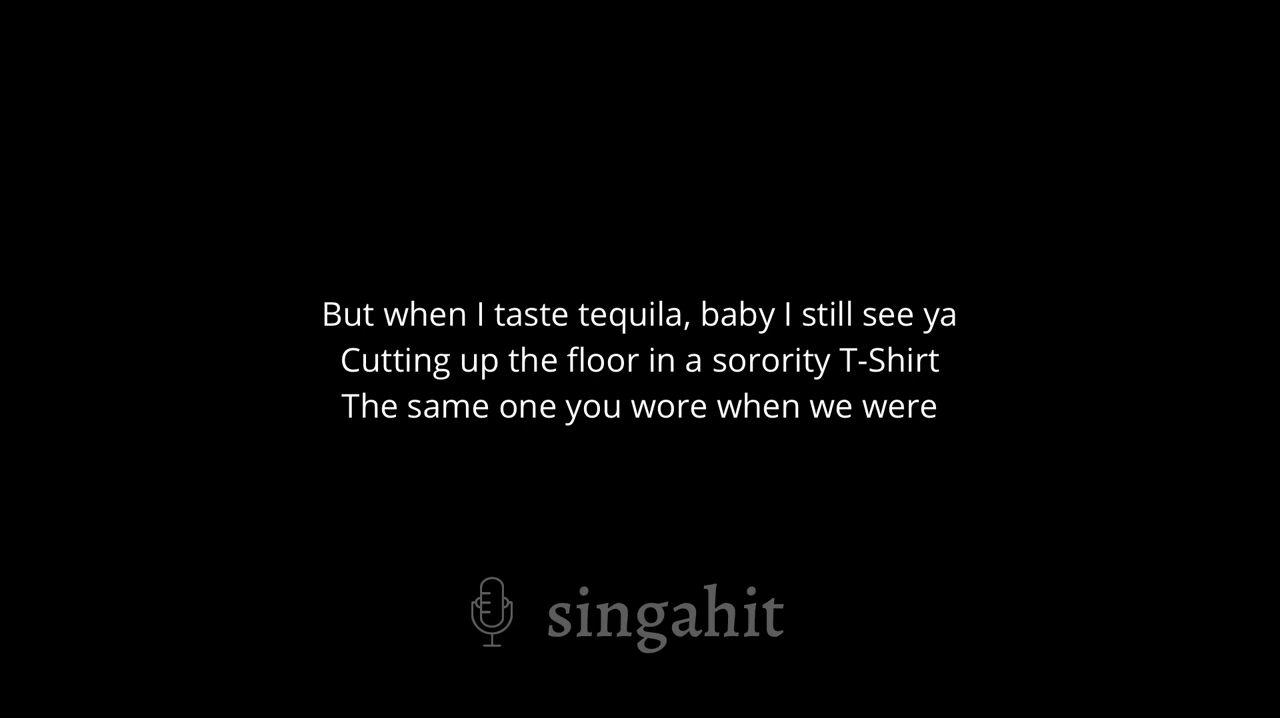 But when I taste tequila, baby I still see ya
Cutting up the floor in a sorority T-Shirt
The same one you wore when we were
singahit